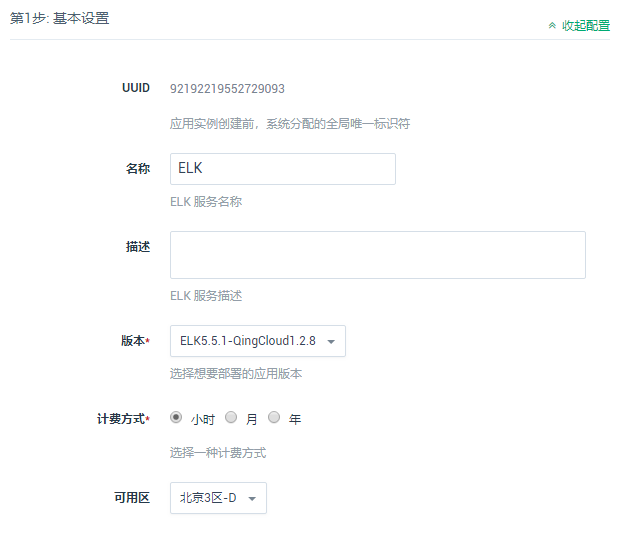 第1步: 基本设置
收起配置
UUID 92192219552729093
应用实例创建前，系统分配的全局唯一标识符
名称 ELK
ELK 服务名称
描述
ELK 服务描述
版本* ELK5.5.1-QingCloud1.2.8
选择想要部署的应用版本
计费方式* 小时 月 年
选择一种计费方式
可用区 北京3区-D